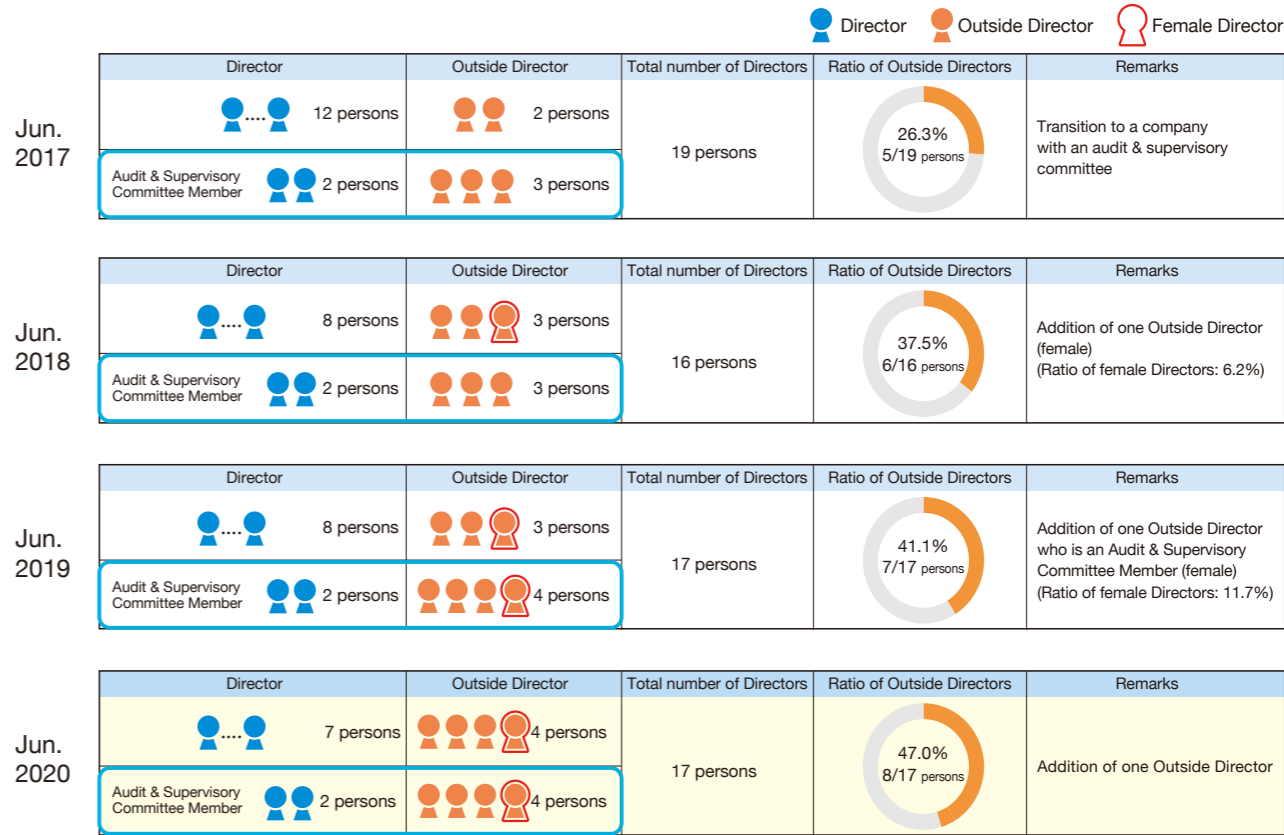 Director Outside Director Female Director
Jun.
2017
Director Outside Director Total number of Directors Ratio of Outside Directors Remarks
.... 12 persons 2 persons
Audit & Supervisory
Committee Member 2 persons 3 persons
19 persons
26.3%
5/19 persons
Transition to a company
with an audit & supervisory
committee
Jun.
2018
Director Outside Director Total number of Directors Ratio of Outside Directors Remarks
.... 8 persons 3 persons
Audit & Supervisory
Committee Member 2 persons 3 persons
16 persons
37.5%
6/16 persons
Addition of one Outside Director
(female)
(Ratio of female Directors: 6.2%)
Jun.
2019
Director Outside Director Total number of Directors Ratio of Outside Directors Remarks
.... 8 persons 3 persons
Audit & Supervisory
Committee Member 2 persons 4 persons
17 persons
41.1%
7/17 persons
Addition of one Outside Director
who is an Audit & Supervisory
Committee Member (female)
(Ratio of female Directors: 11.7%)
Jun.
2020
Director Outside Director Total number of Directors Ratio of Outside Directors Remarks
.... 7 persons 4 persons
Audit & Supervisory
Committee Member 2 persons 4 persons
17 persons
47.0%
8/17 persons
Addition of one Outside Director